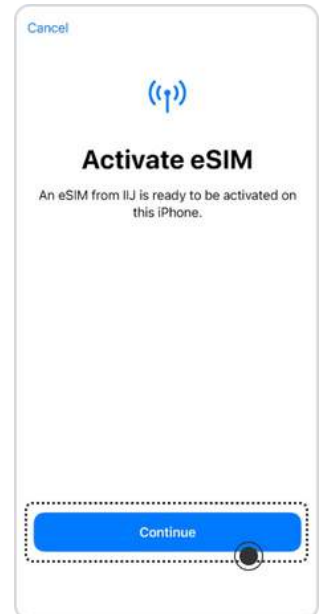 Cancel
Activate eSIM
An eSIM from IIJ is ready to be activated on
this iPhone.
Continue